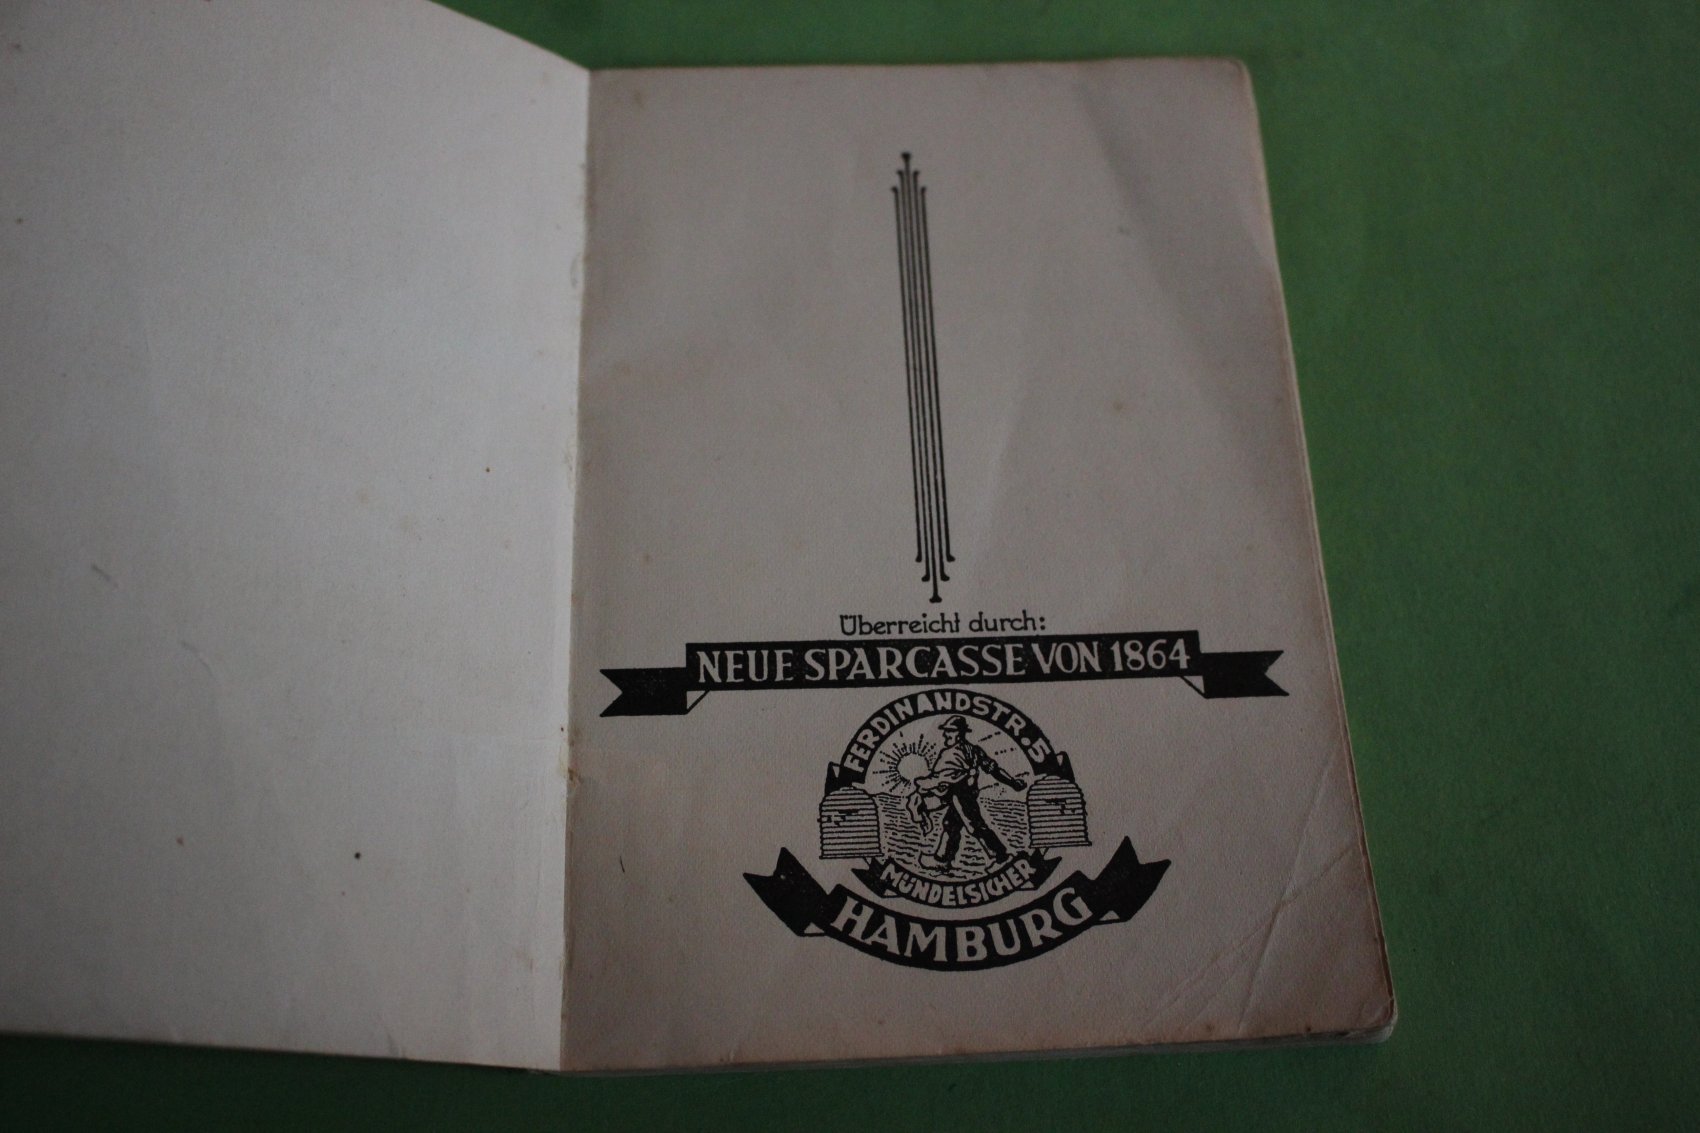 Überreicht durch:
NEUE SPARCASSE VON 1864
FERDINANDSTR. 5
MÜNDELSICHER
HAMBURG